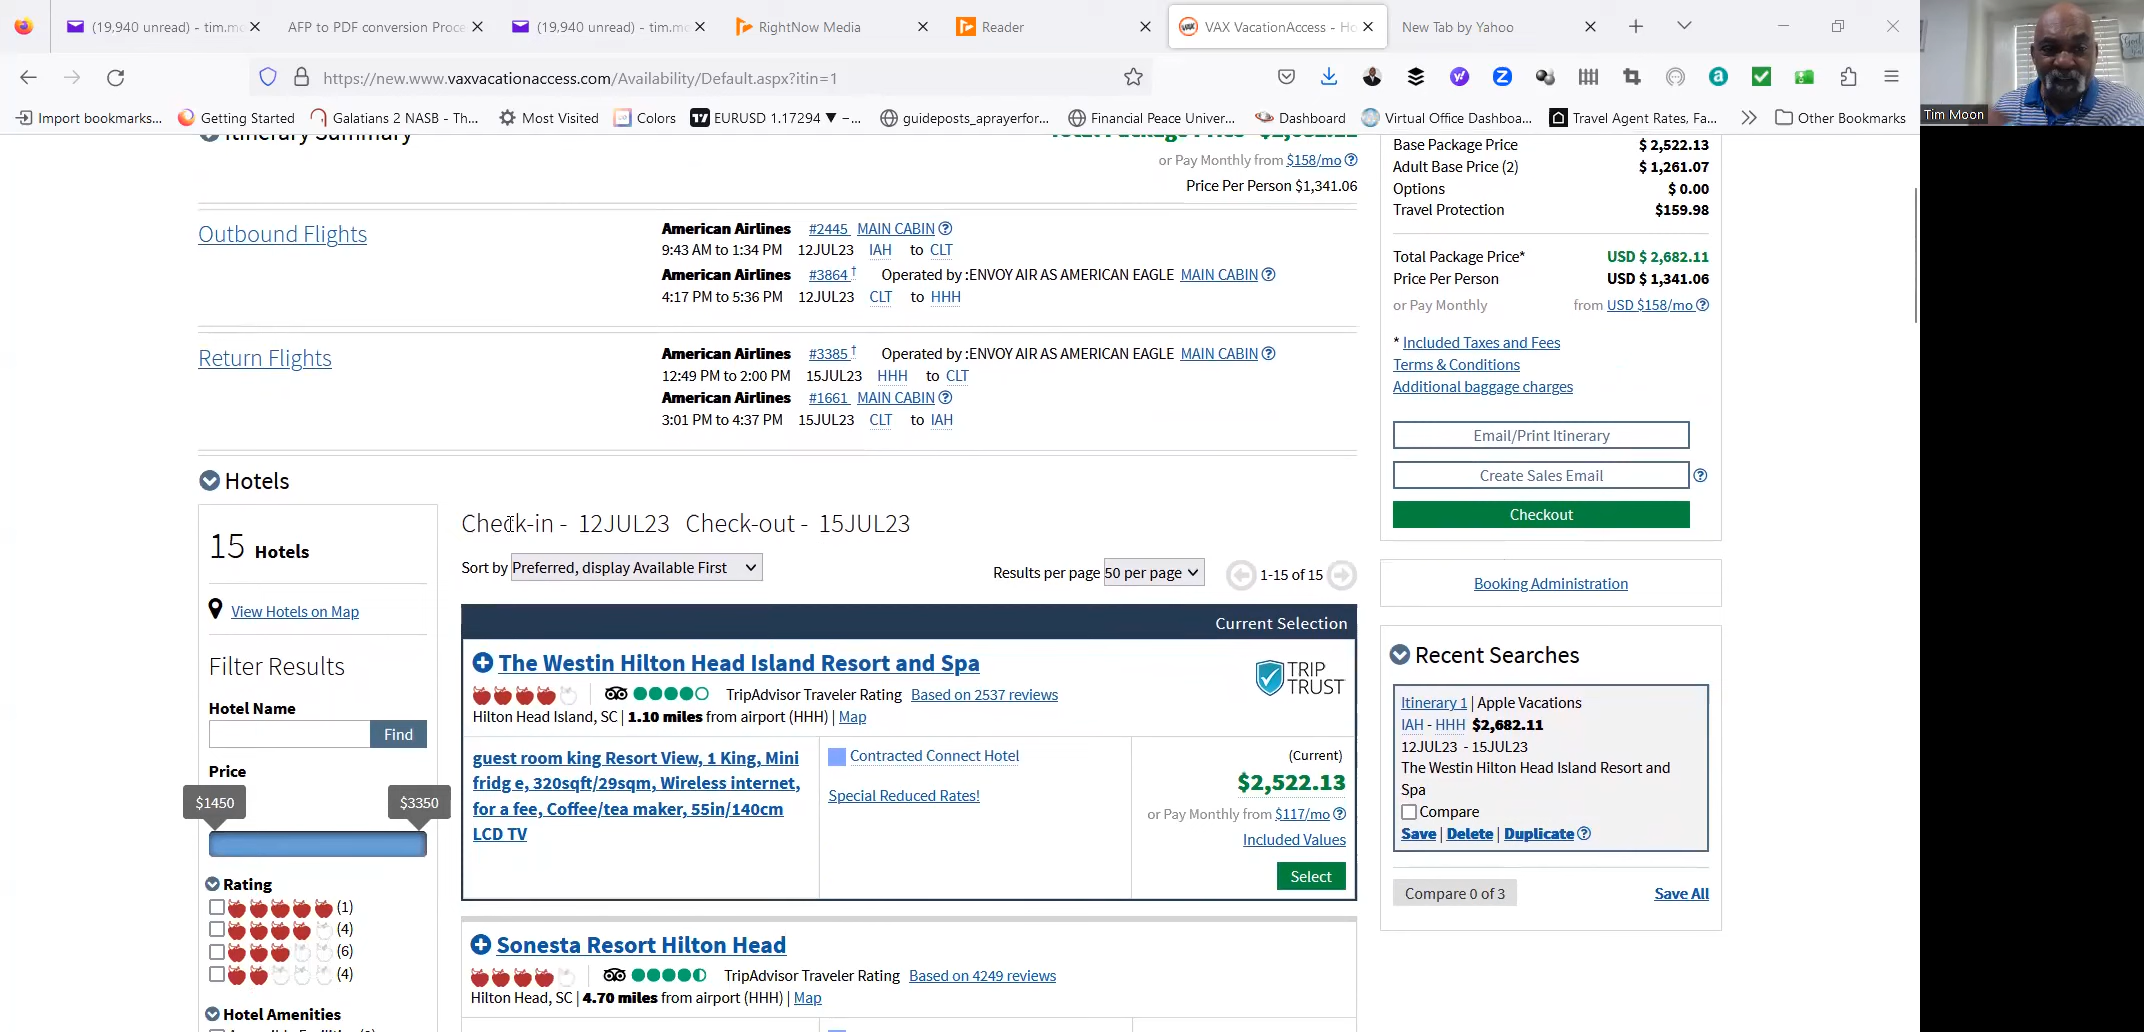 (19,940 unread) - tim.mc
AFP to PDF conversion Proce
(19,940 unread) - tim.mc
RightNow Media
Reader
VAX VacationAccess - Ho
New Tab by Yahoo
https://new.www.vaxvacationaccess.com/Availability/Default.aspx?itin=1
Import bookmarks...
Getting Started
Galatians 2 NASB - Th...
Most Visited
Colors
EURUSD 1.17294 ▼ –...
guideposts_aprayerfor...
Financial Peace Univer...
Dashboard
Virtual Office Dashboa...
Travel Agent Rates, Fa...
Other Bookmarks
Tim Moon
Itinerary Summary
Total Package Price $2,682.11
or Pay Monthly from $158/mo
Price Per Person $1,341.06
Outbound Flights
American Airlines #2445 MAIN CABIN
9:43 AM to 1:34 PM 12JUL23 IAH to CLT
American Airlines #3864 † Operated by :ENVOY AIR AS AMERICAN EAGLE MAIN CABIN
4:17 PM to 5:36 PM 12JUL23 CLT to HHH
Return Flights
American Airlines #3385 † Operated by :ENVOY AIR AS AMERICAN EAGLE MAIN CABIN
12:49 PM to 2:00 PM 15JUL23 HHH to CLT
American Airlines #1661 MAIN CABIN
3:01 PM to 4:37 PM 15JUL23 CLT to IAH
Hotels
15 Hotels
View Hotels on Map
Filter Results
Hotel Name
Find
Price
$1450 $3350
Rating
(1)
(4)
(6)
(4)
Hotel Amenities
Check-in - 12JUL23 Check-out - 15JUL23
Sort by Preferred, display Available First
Results per page 50 per page 1-15 of 15
Current Selection
The Westin Hilton Head Island Resort and Spa
TRIP
TRUST
TripAdvisor Traveler Rating Based on 2537 reviews
Hilton Head Island, SC | 1.10 miles from airport (HHH) | Map
guest room king Resort View, 1 King, Mini
fridg e, 320sqft/29sqm, Wireless internet,
for a fee, Coffee/tea maker, 55in/140cm
LCD TV
Contracted Connect Hotel
Special Reduced Rates!
(Current)
$2,522.13
or Pay Monthly from $117/mo
Included Values
Select
Sonesta Resort Hilton Head
TripAdvisor Traveler Rating Based on 4249 reviews
Hilton Head, SC | 4.70 miles from airport (HHH) | Map
Base Package Price $ 2,522.13
Adult Base Price (2) $ 1,261.07
Options $ 0.00
Travel Protection $159.98
Total Package Price* USD $ 2,682.11
Price Per Person USD $ 1,341.06
or Pay Monthly from USD $158/mo
* Included Taxes and Fees
Terms & Conditions
Additional baggage charges
Email/Print Itinerary
Create Sales Email
Checkout
Booking Administration
Recent Searches
Itinerary 1 | Apple Vacations
IAH - HHH $2,682.11
12JUL23 - 15JUL23
The Westin Hilton Head Island Resort and
Spa
Compare
Save | Delete | Duplicate
Compare 0 of 3
Save All